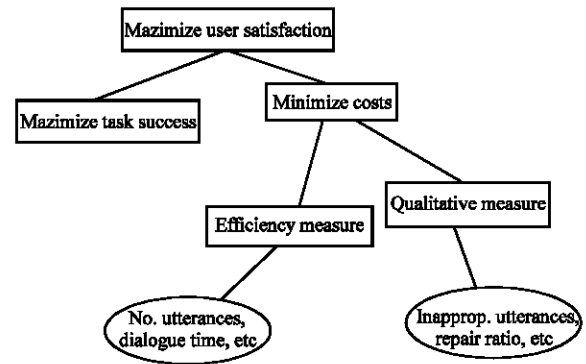 Mazimize user satisfaction
Mazimize task success
Minimize costs
Efficiency measure
Qualitative measure
No. utterances,
dialogue time, etc
Inapprop. utterances,
repair ratio, etc